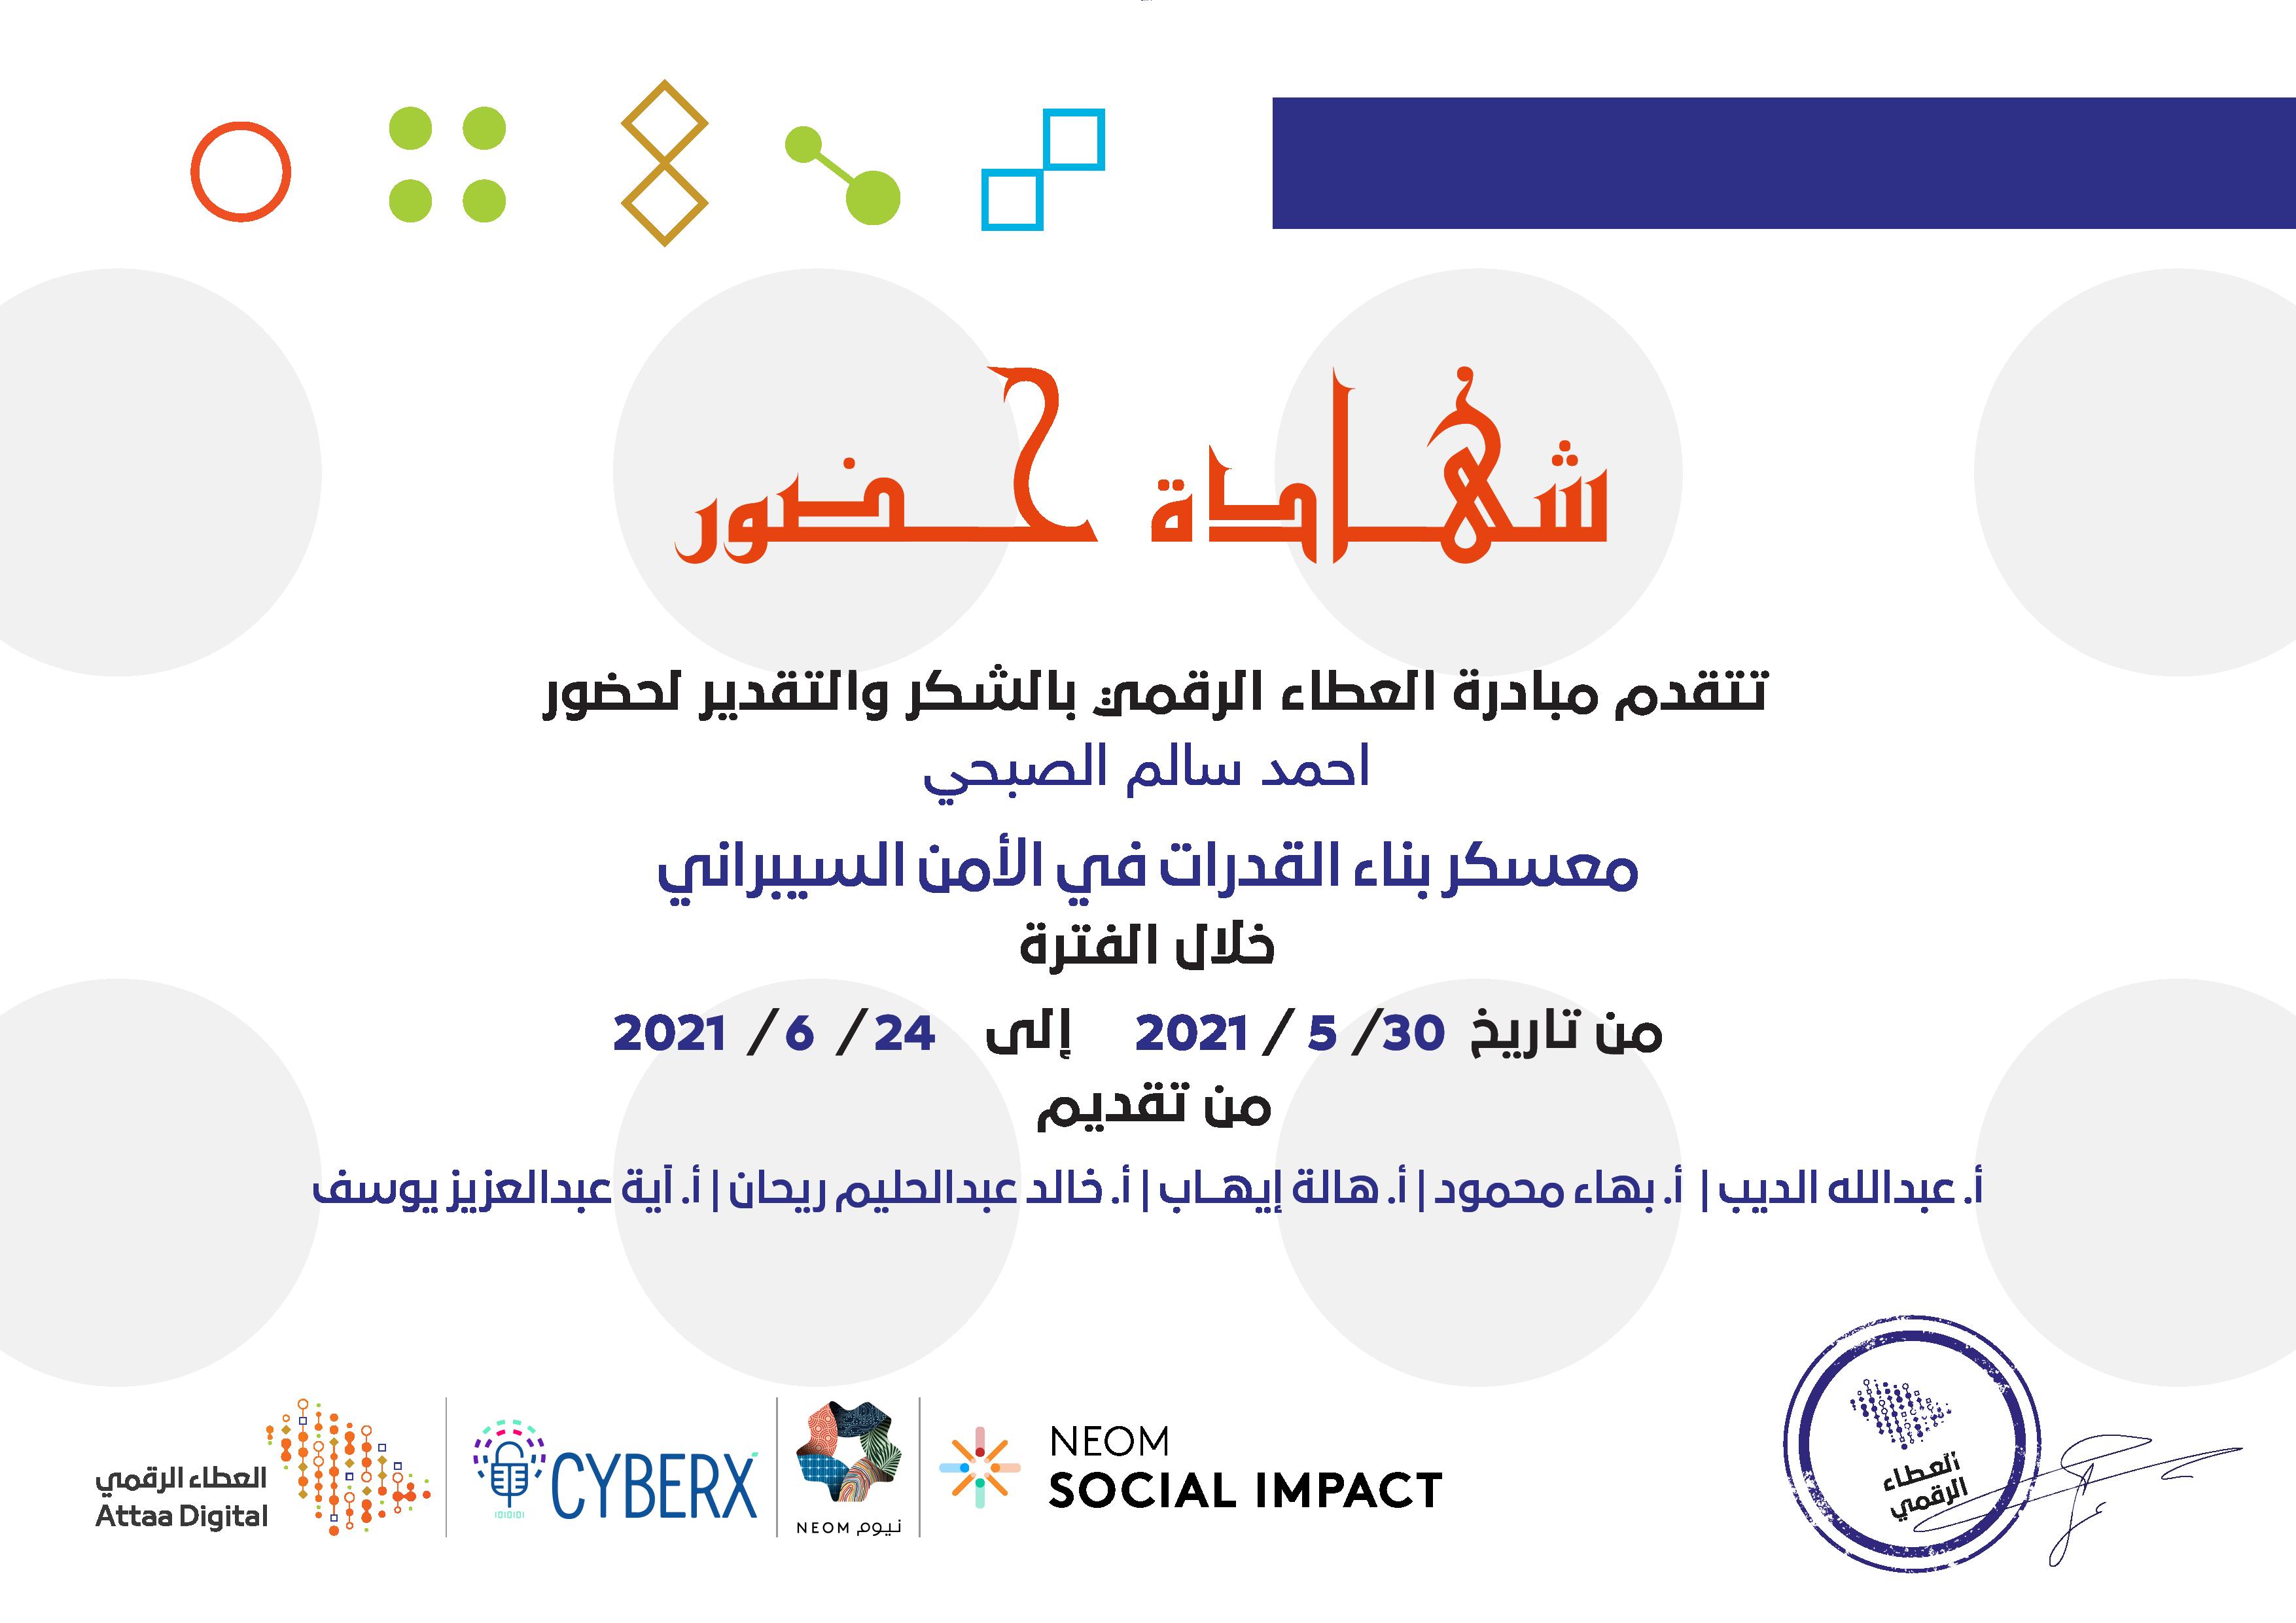 شهادة حضور
تتقدم مبادرة العطاء الرقمي بالشكر والتقدير لحضور
احمد سالم الصبحي
معسكر بناء القدرات في الأمن السيبراني
خلال الفترة
من تاريخ 30/ 5 / 2021 إلى 24 / 6 / 2021
من تقديم
أ. عبدالله الديب | أ. بهاء محمود | أ. هالة إيهاب | أ. خالد عبدالحليم ريحان | أ. آية عبدالعزيز يوسف
العطاء الرقمي
Attaa Digital
CYBERX
1010101
NEOM نيوم
NEOM
SOCIAL IMPACT
العطاء
الرقمي